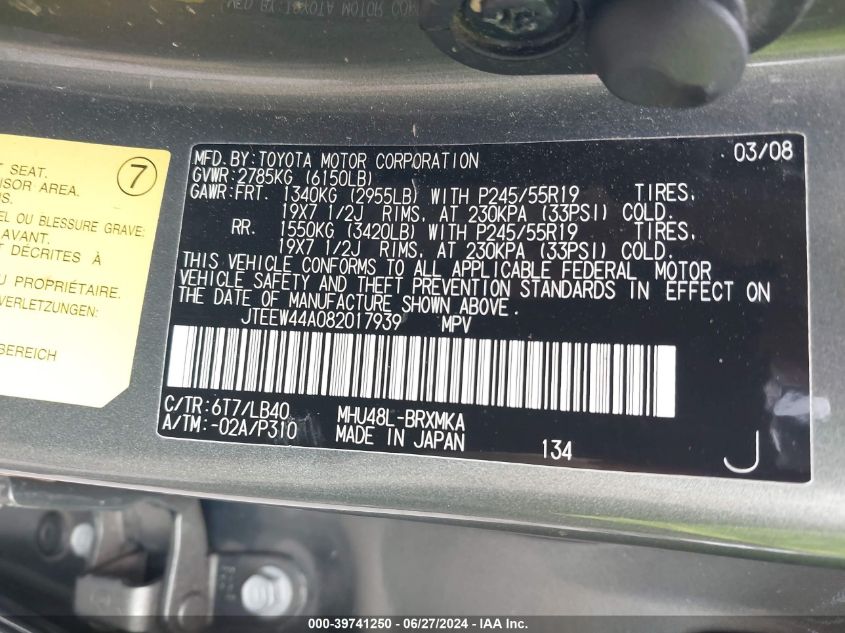 T SEAT.
SOR AREA.
NS.
7
EL OU BLESSURE GRAVE:
AVANT.
DÉCRITES À
U PROPRIÉTAIRE.
VERLETZUNGEN:
BEREICH
MFD. BY: TOYOTA MOTOR CORPORATION 03/08
GVWR: 2785KG (6150LB)
GAWR: FRT. 1340KG (2955LB) WITH P245/55R19 TIRES,
19X7 1/2J RIMS, AT 230KPA (33PSI) COLD.
RR. 1550KG (3420LB) WITH P245/55R19 TIRES,
19X7 1/2J RIMS, AT 230KPA (33PSI) COLD.
THIS VEHICLE CONFORMS TO ALL APPLICABLE FEDERAL MOTOR
VEHICLE SAFETY AND THEFT PREVENTION STANDARDS IN EFFECT ON
THE DATE OF MANUFACTURE SHOWN ABOVE.
JTEEW44A082017939 MPV
C/TR: 6T7/LB40 MHU48L-BRXMKA
A/TM: -02A/P310 MADE IN JAPAN 134 J
000-39741250 - 06/27/2024 - IAA Inc.